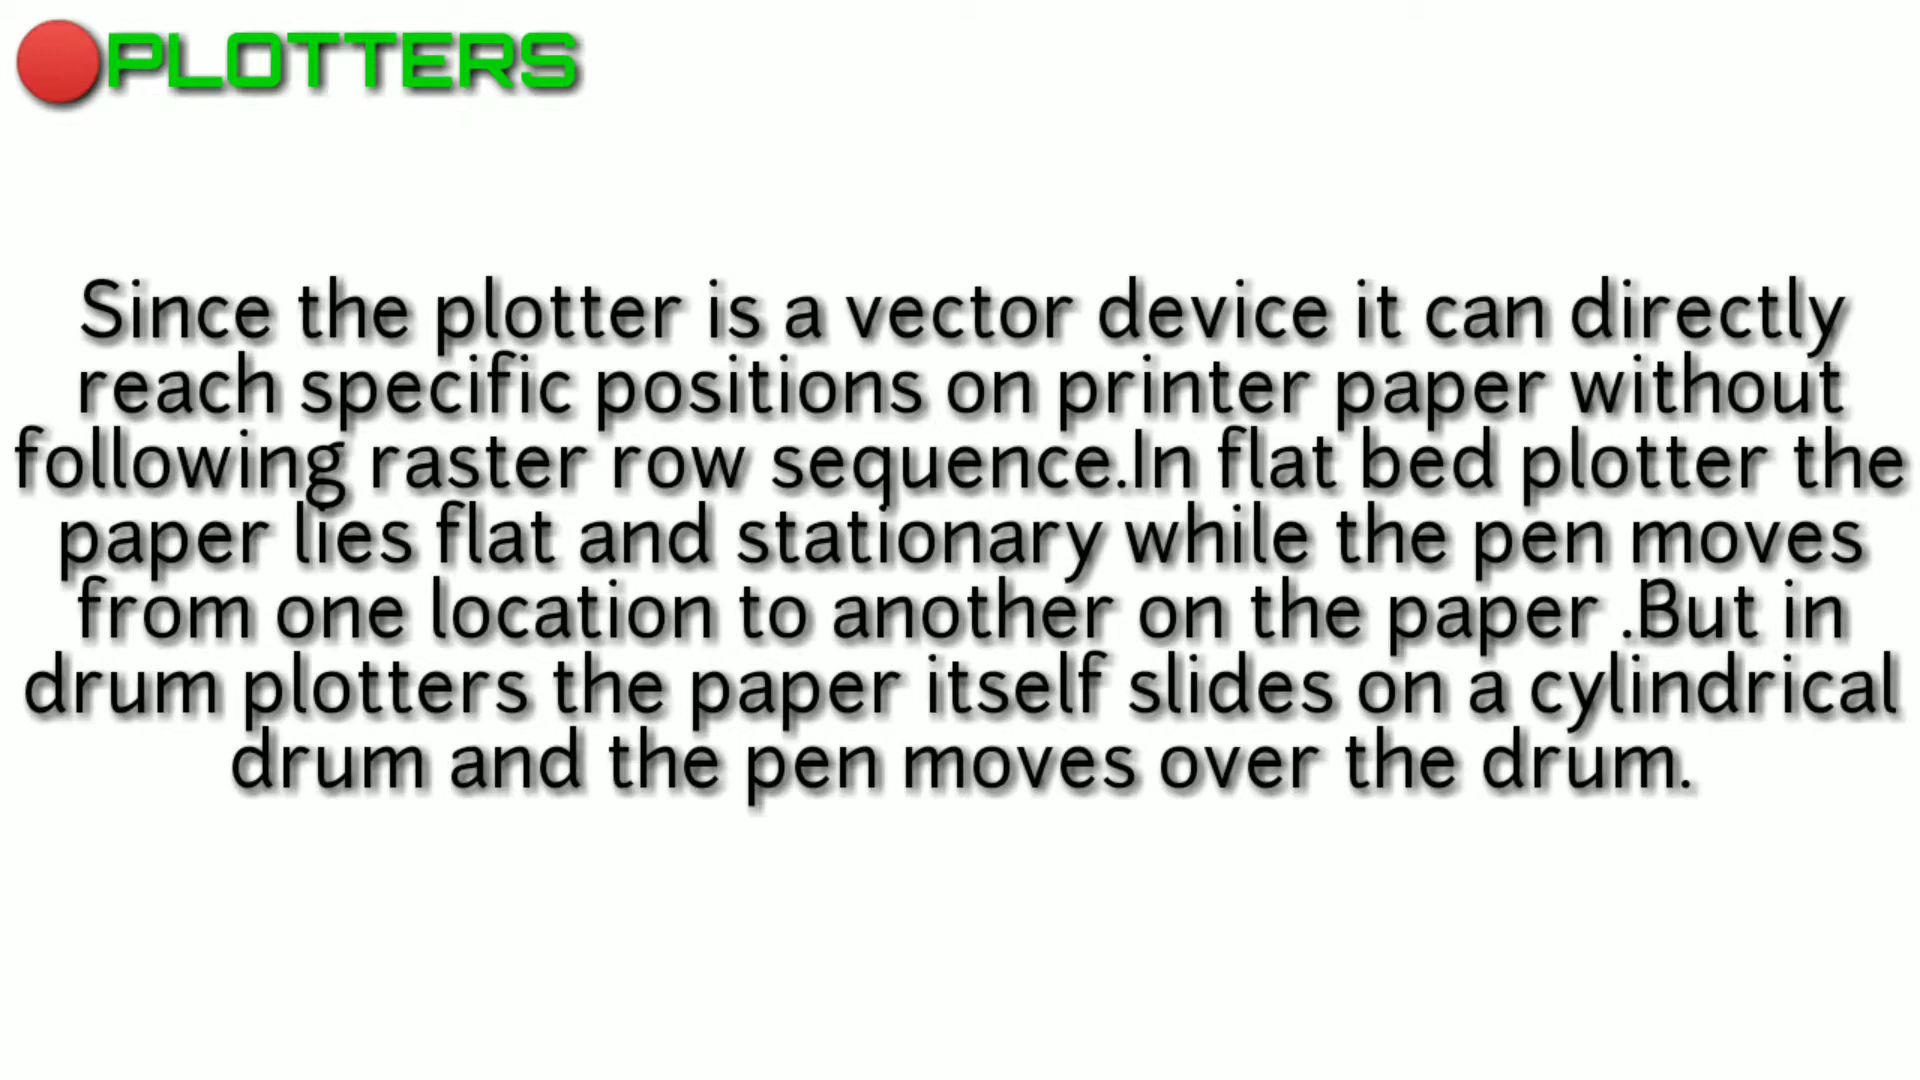 PLOTTERS
Since the plotter is a vector device it can directly
reach specific positions on printer paper without
following raster row sequence.In flat bed plotter the
paper lies flat and stationary while the pen moves
from one location to another on the paper .But in
drum plotters the paper itself slides on a cylindrical
drum and the pen moves over the drum.